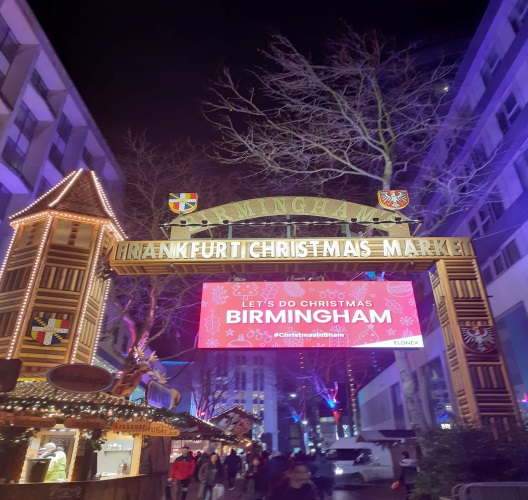 BIRMINGHAM
FRANKFURT CHRISTMAS MARKET
LET'S DO CHRISTMAS
BIRMINGHAM
#ChristmasInBham
ELONEX